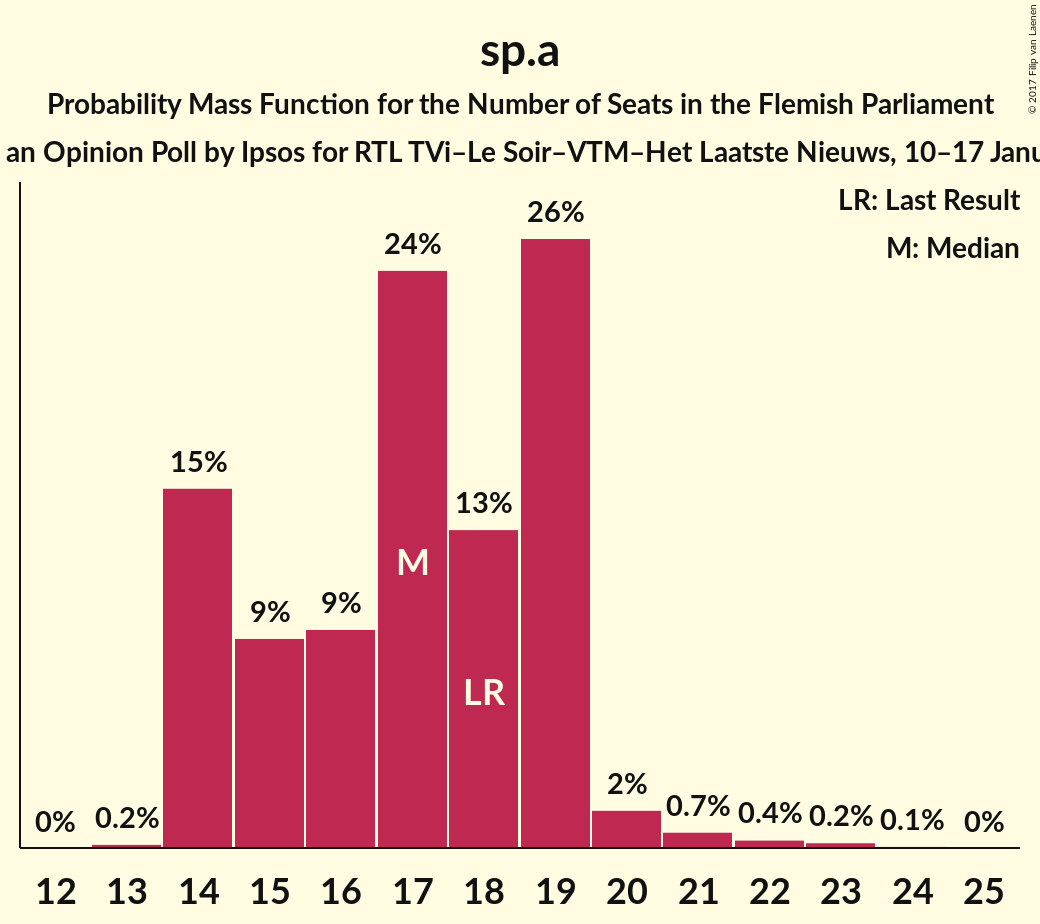 sp.a
Probability Mass Function for the Number of Seats in the Flemish Parliament
an Opinion Poll by Ipsos for RTL TVi–Le Soir–VTM–Het Laatste Nieuws, 10–17 Janu
© 2017 Filip van Laenen
LR: Last Result
M: Median
26%
24%
15%
13%
9%
9%
M
LR
2%
0%
0.2%
0.7%
0.4%
0.2%
0.1%
0%
12 13 14 15 16 17 18 19 20 21 22 23 24 25